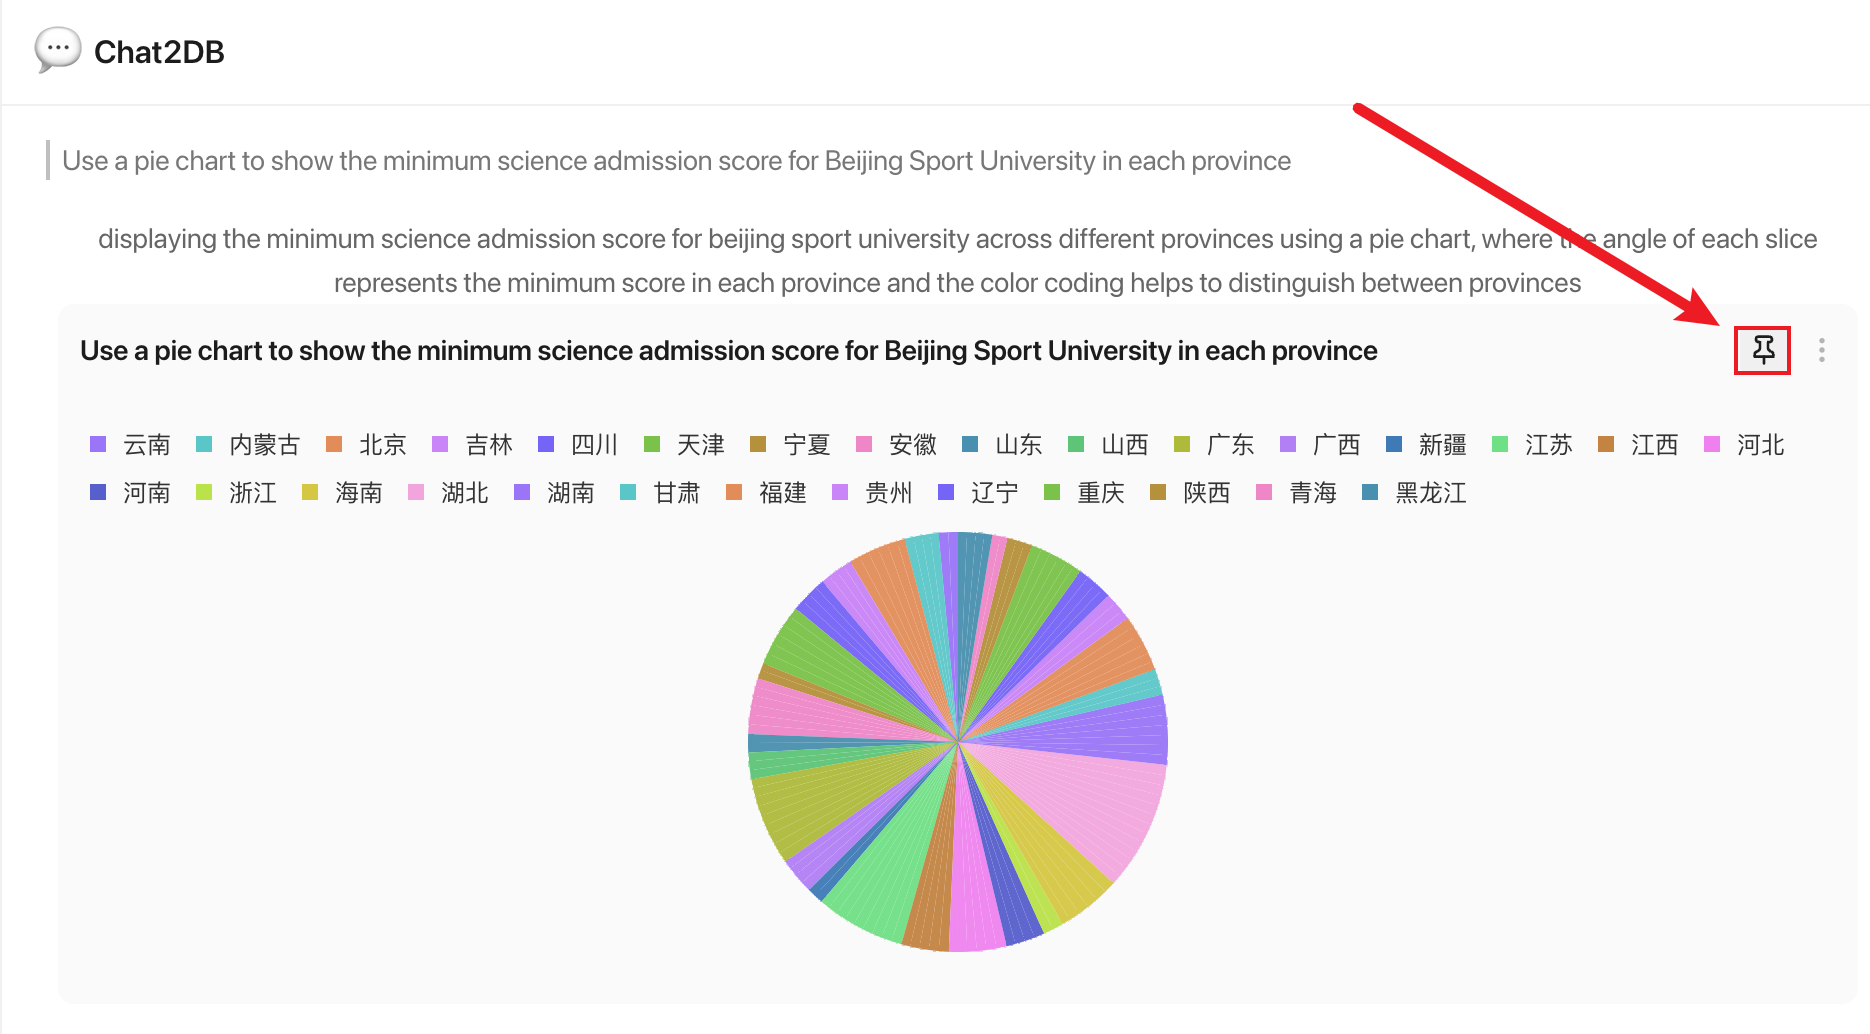 Chat2DB
Use a pie chart to show the minimum science admission score for Beijing Sport University in each province
displaying the minimum science admission score for beijing sport university across different provinces using a pie chart, where the angle of each slice
represents the minimum score in each province and the color coding helps to distinguish between provinces
Use a pie chart to show the minimum science admission score for Beijing Sport University in each province
云南 内蒙古 北京 吉林 四川 天津 宁夏 安徽 山东 山西 广东 广西 新疆 江苏 江西 河北
河南 浙江 海南 湖北 湖南 甘肃 福建 贵州 辽宁 重庆 陕西 青海 黑龙江